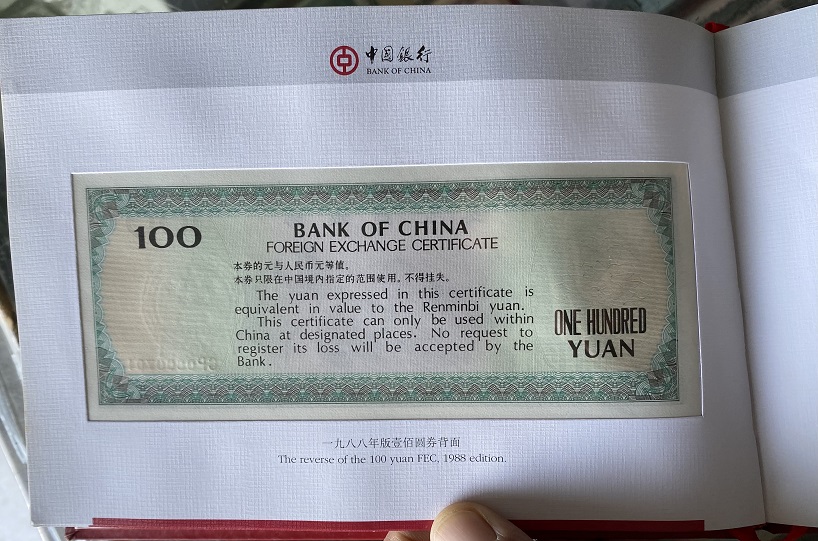 中国银行
BANK OF CHINA
100
BANK OF CHINA
FOREIGN EXCHANGE CERTIFICATE
本券的元与人民币元等值。
本券只限在中国境内指定的范围使用，不得挂失。
The yuan expressed in this certificate is
equivalent in value to the Renminbi yuan.
This certificate can only be used within
China at designated places. No request to
register its loss will be accepted by the
Bank.
ONE HUNDRED
YUAN
一九八八年版壹佰圆券背面
The reverse of the 100 yuan FEC, 1988 edition.